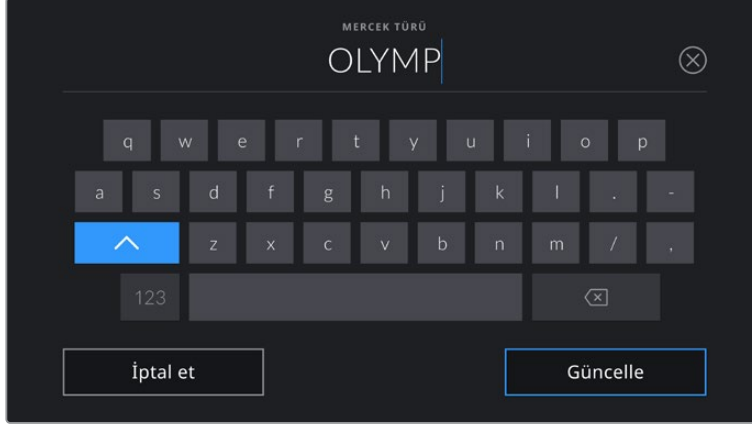 MERCEK TÜRÜ
OLYMP
q w e r t y u i o p
a s d f g h j k l . -
z x c v b n m / ,
123
İptal et Güncelle